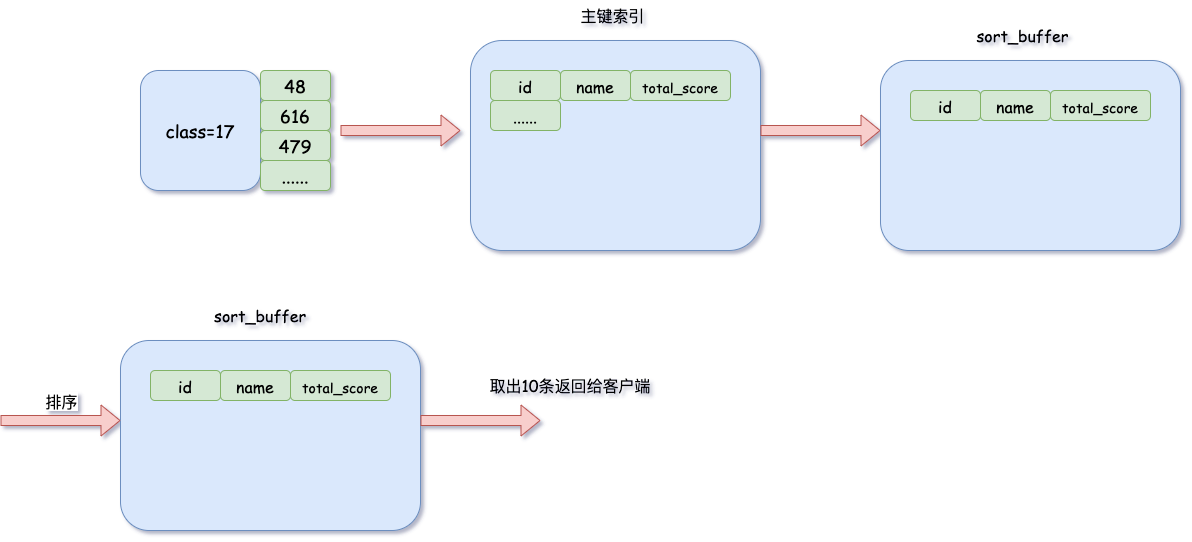 主键索引
sort_buffer
class=17
48
616
479
......
id name total_score
......
id name total_score
sort_buffer
排序
id name total_score
取出10条返回给客户端